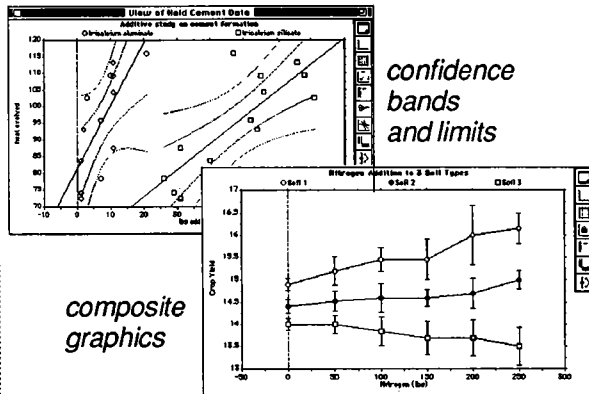 View of Hald Cement Data
Additive study on cement formation
tricalcium aluminate tricalcium silicate
120
115
110
105
100
95
90
85
80
75
70
heat evolved
-10 0 10 20 30
lbs add
confidence
bands
and limits
composite
graphics
Nitrogen Addition to 3 Soil Types
Soil 1 Soil 2 Soil 3
17
16.5
16
15.5
15
14.5
14
13.5
13
Crop Yield
-50 0 50 100 150 200 250 300
Nitrogen (lbs)